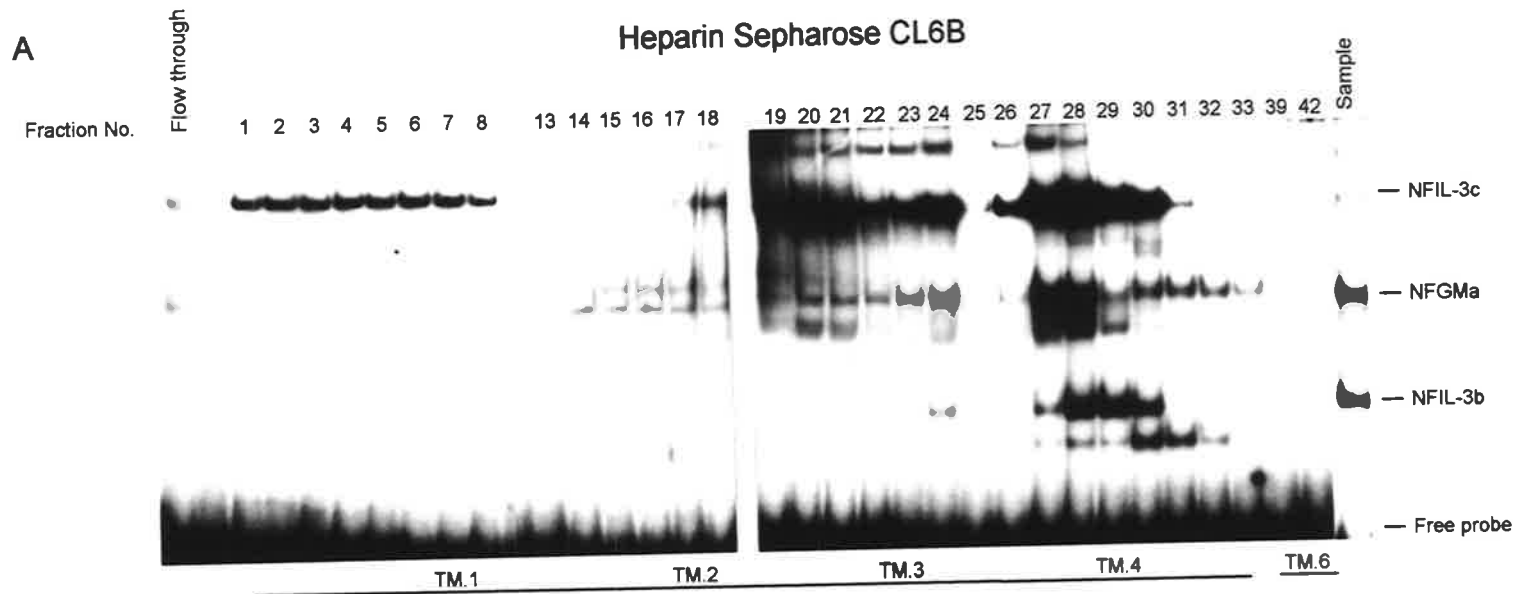 A
Heparin Sepharose CL6B
Fraction No.
Flow through
1 2 3 4 5 6 7 8 13 14 15 16 17 18 19 20 21 22 23 24 25 26 27 28 29 30 31 32 33 39 42
Sample
— NFIL-3c
— NFGMa
— NFIL-3b
— Free probe
TM.1 TM.2 TM.3 TM.4 TM.6